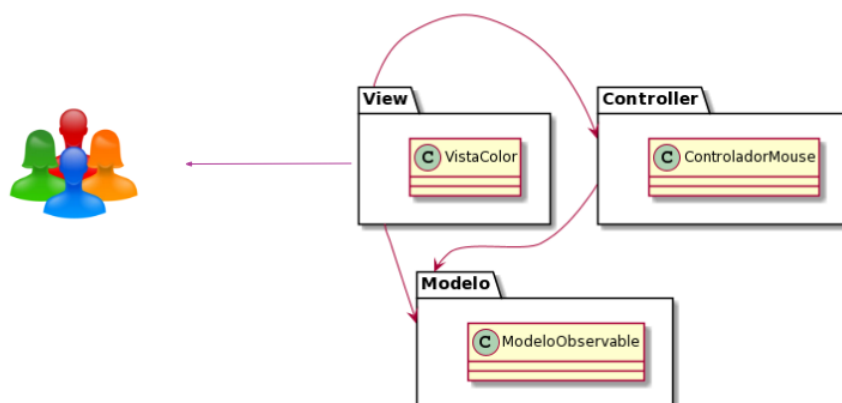 View
C VistaColor
Controller
C ControladorMouse
Modelo
C ModeloObservable